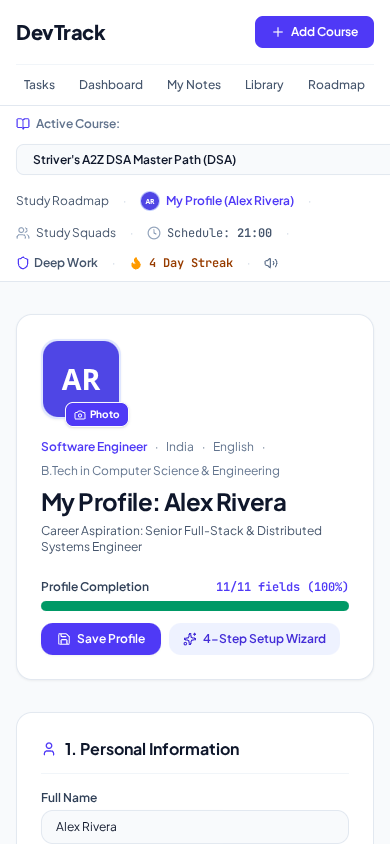 DevTrack
Add Course
Tasks Dashboard My Notes Library Roadmap
Active Course:
Striver's A2Z DSA Master Path (DSA)
Study Roadmap · AR My Profile (Alex Rivera) ·
Study Squads · Schedule: 21:00 ·
Deep Work · 4 Day Streak ·
AR
Photo
Software Engineer · India · English ·
B.Tech in Computer Science & Engineering
My Profile: Alex Rivera
Career Aspiration: Senior Full-Stack & Distributed
Systems Engineer
Profile Completion 11/11 fields (100%)
Save Profile 4-Step Setup Wizard
1. Personal Information
Full Name
Alex Rivera